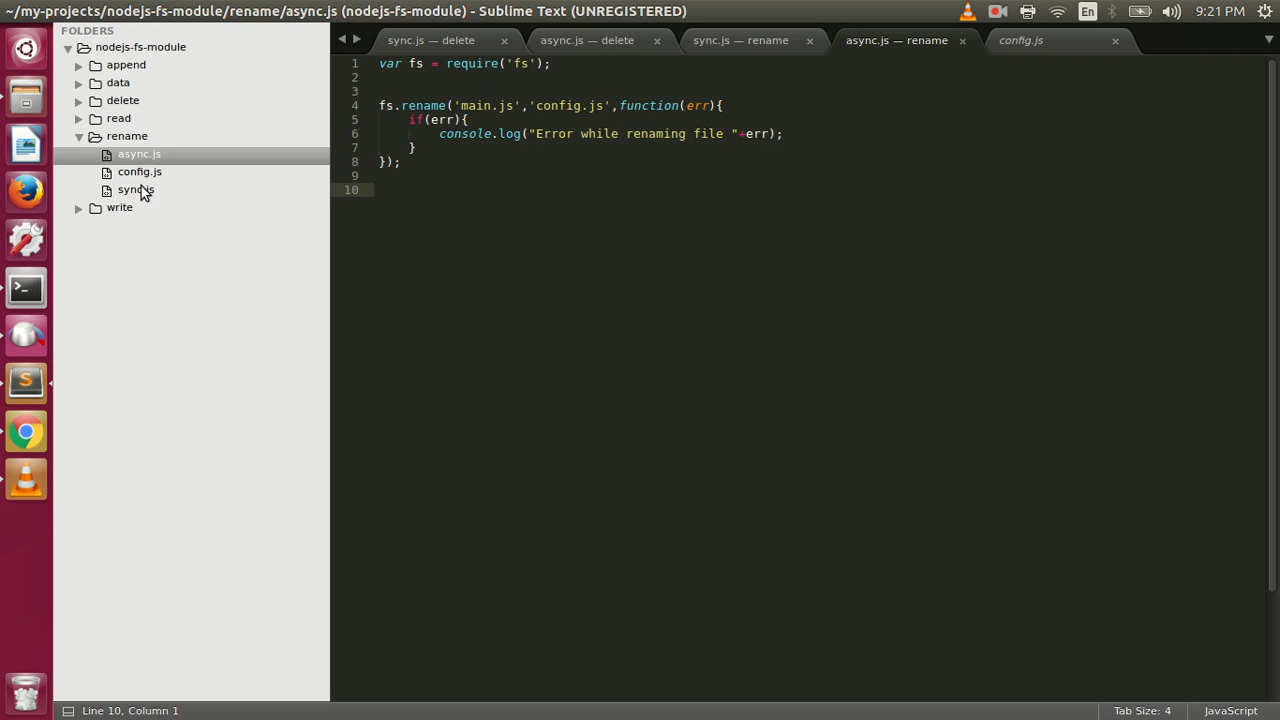 ~/my-projects/nodejs-fs-module/rename/async.js (nodejs-fs-module) - Sublime Text (UNREGISTERED)
En
9:21 PM
FOLDERS
nodejs-fs-module
append
data
delete
read
rename
async.js
config.js
sync.js
write
sync.js — delete
async.js — delete
sync.js — rename
async.js — rename
config.js
1 var fs = require('fs');
2
3
4 fs.rename('main.js','config.js',function(err){
5 if(err){
6 console.log("Error while renaming file "+err);
7 }
8 });
9
10
Line 10, Column 1
Tab Size: 4
JavaScript